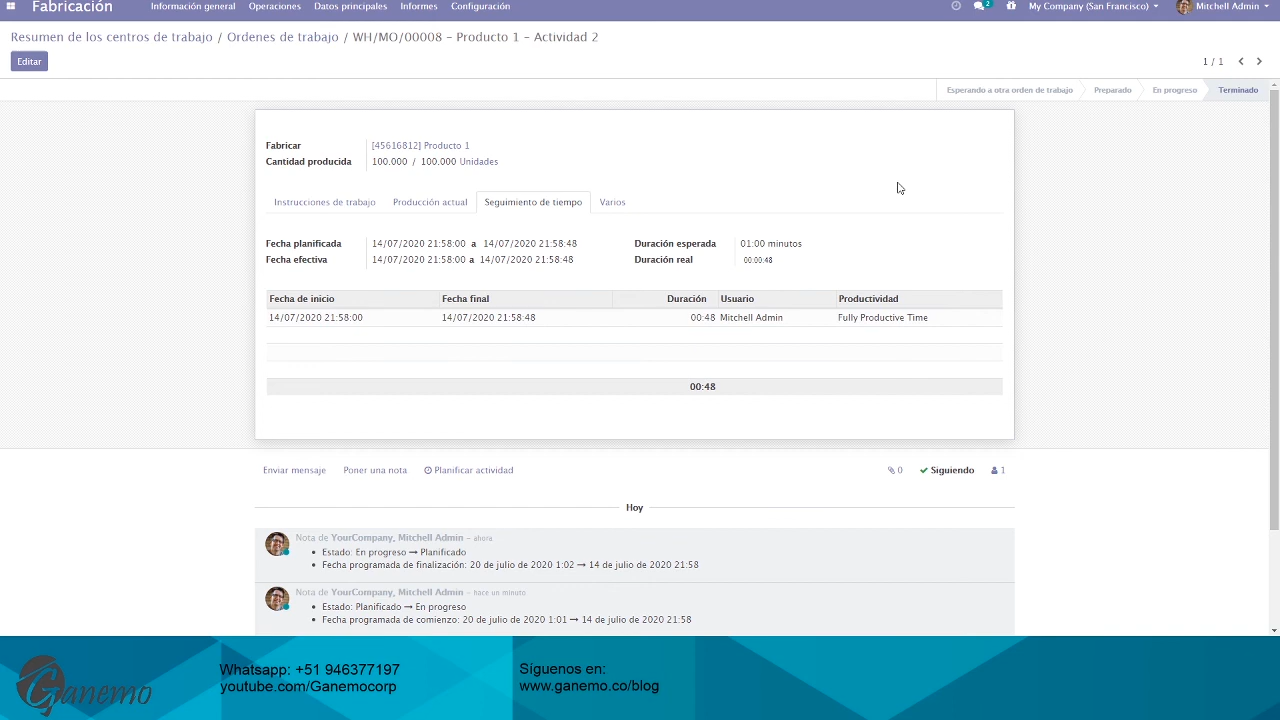 Fabricación Información general Operaciones Datos principales Informes Configuración 2 My Company (San Francisco) Mitchell Admin
Resumen de los centros de trabajo / Ordenes de trabajo / WH/MO/00008 - Producto 1 - Actividad 2
Editar 1 / 1
Esperando a otra orden de trabajo Preparado En progreso Terminado
Fabricar [45616812] Producto 1
Cantidad producida 100.000 / 100.000 Unidades
Instrucciones de trabajo Producción actual Seguimiento de tiempo Varios
Fecha planificada 14/07/2020 21:58:00 a 14/07/2020 21:58:48 Duración esperada 01:00 minutos
Fecha efectiva 14/07/2020 21:58:00 a 14/07/2020 21:58:48 Duración real 00:00:48
Fecha de inicio Fecha final Duración Usuario Productividad
14/07/2020 21:58:00 14/07/2020 21:58:48 00:48 Mitchell Admin Fully Productive Time
00:48
Enviar mensaje Poner una nota Planificar actividad 0 Siguiendo 1
Hoy
Nota de YourCompany, Mitchell Admin - ahora
• Estado: En progreso → Planificado
• Fecha programada de finalización: 20 de julio de 2020 1:02 → 14 de julio de 2020 21:58
Nota de YourCompany, Mitchell Admin - hace un minuto
• Estado: Planificado → En progreso
• Fecha programada de comienzo: 20 de julio de 2020 1:01 → 14 de julio de 2020 21:58
Ganemo
Whatsapp: +51 946377197
youtube.com/Ganemocorp
Síguenos en:
www.ganemo.co/blog